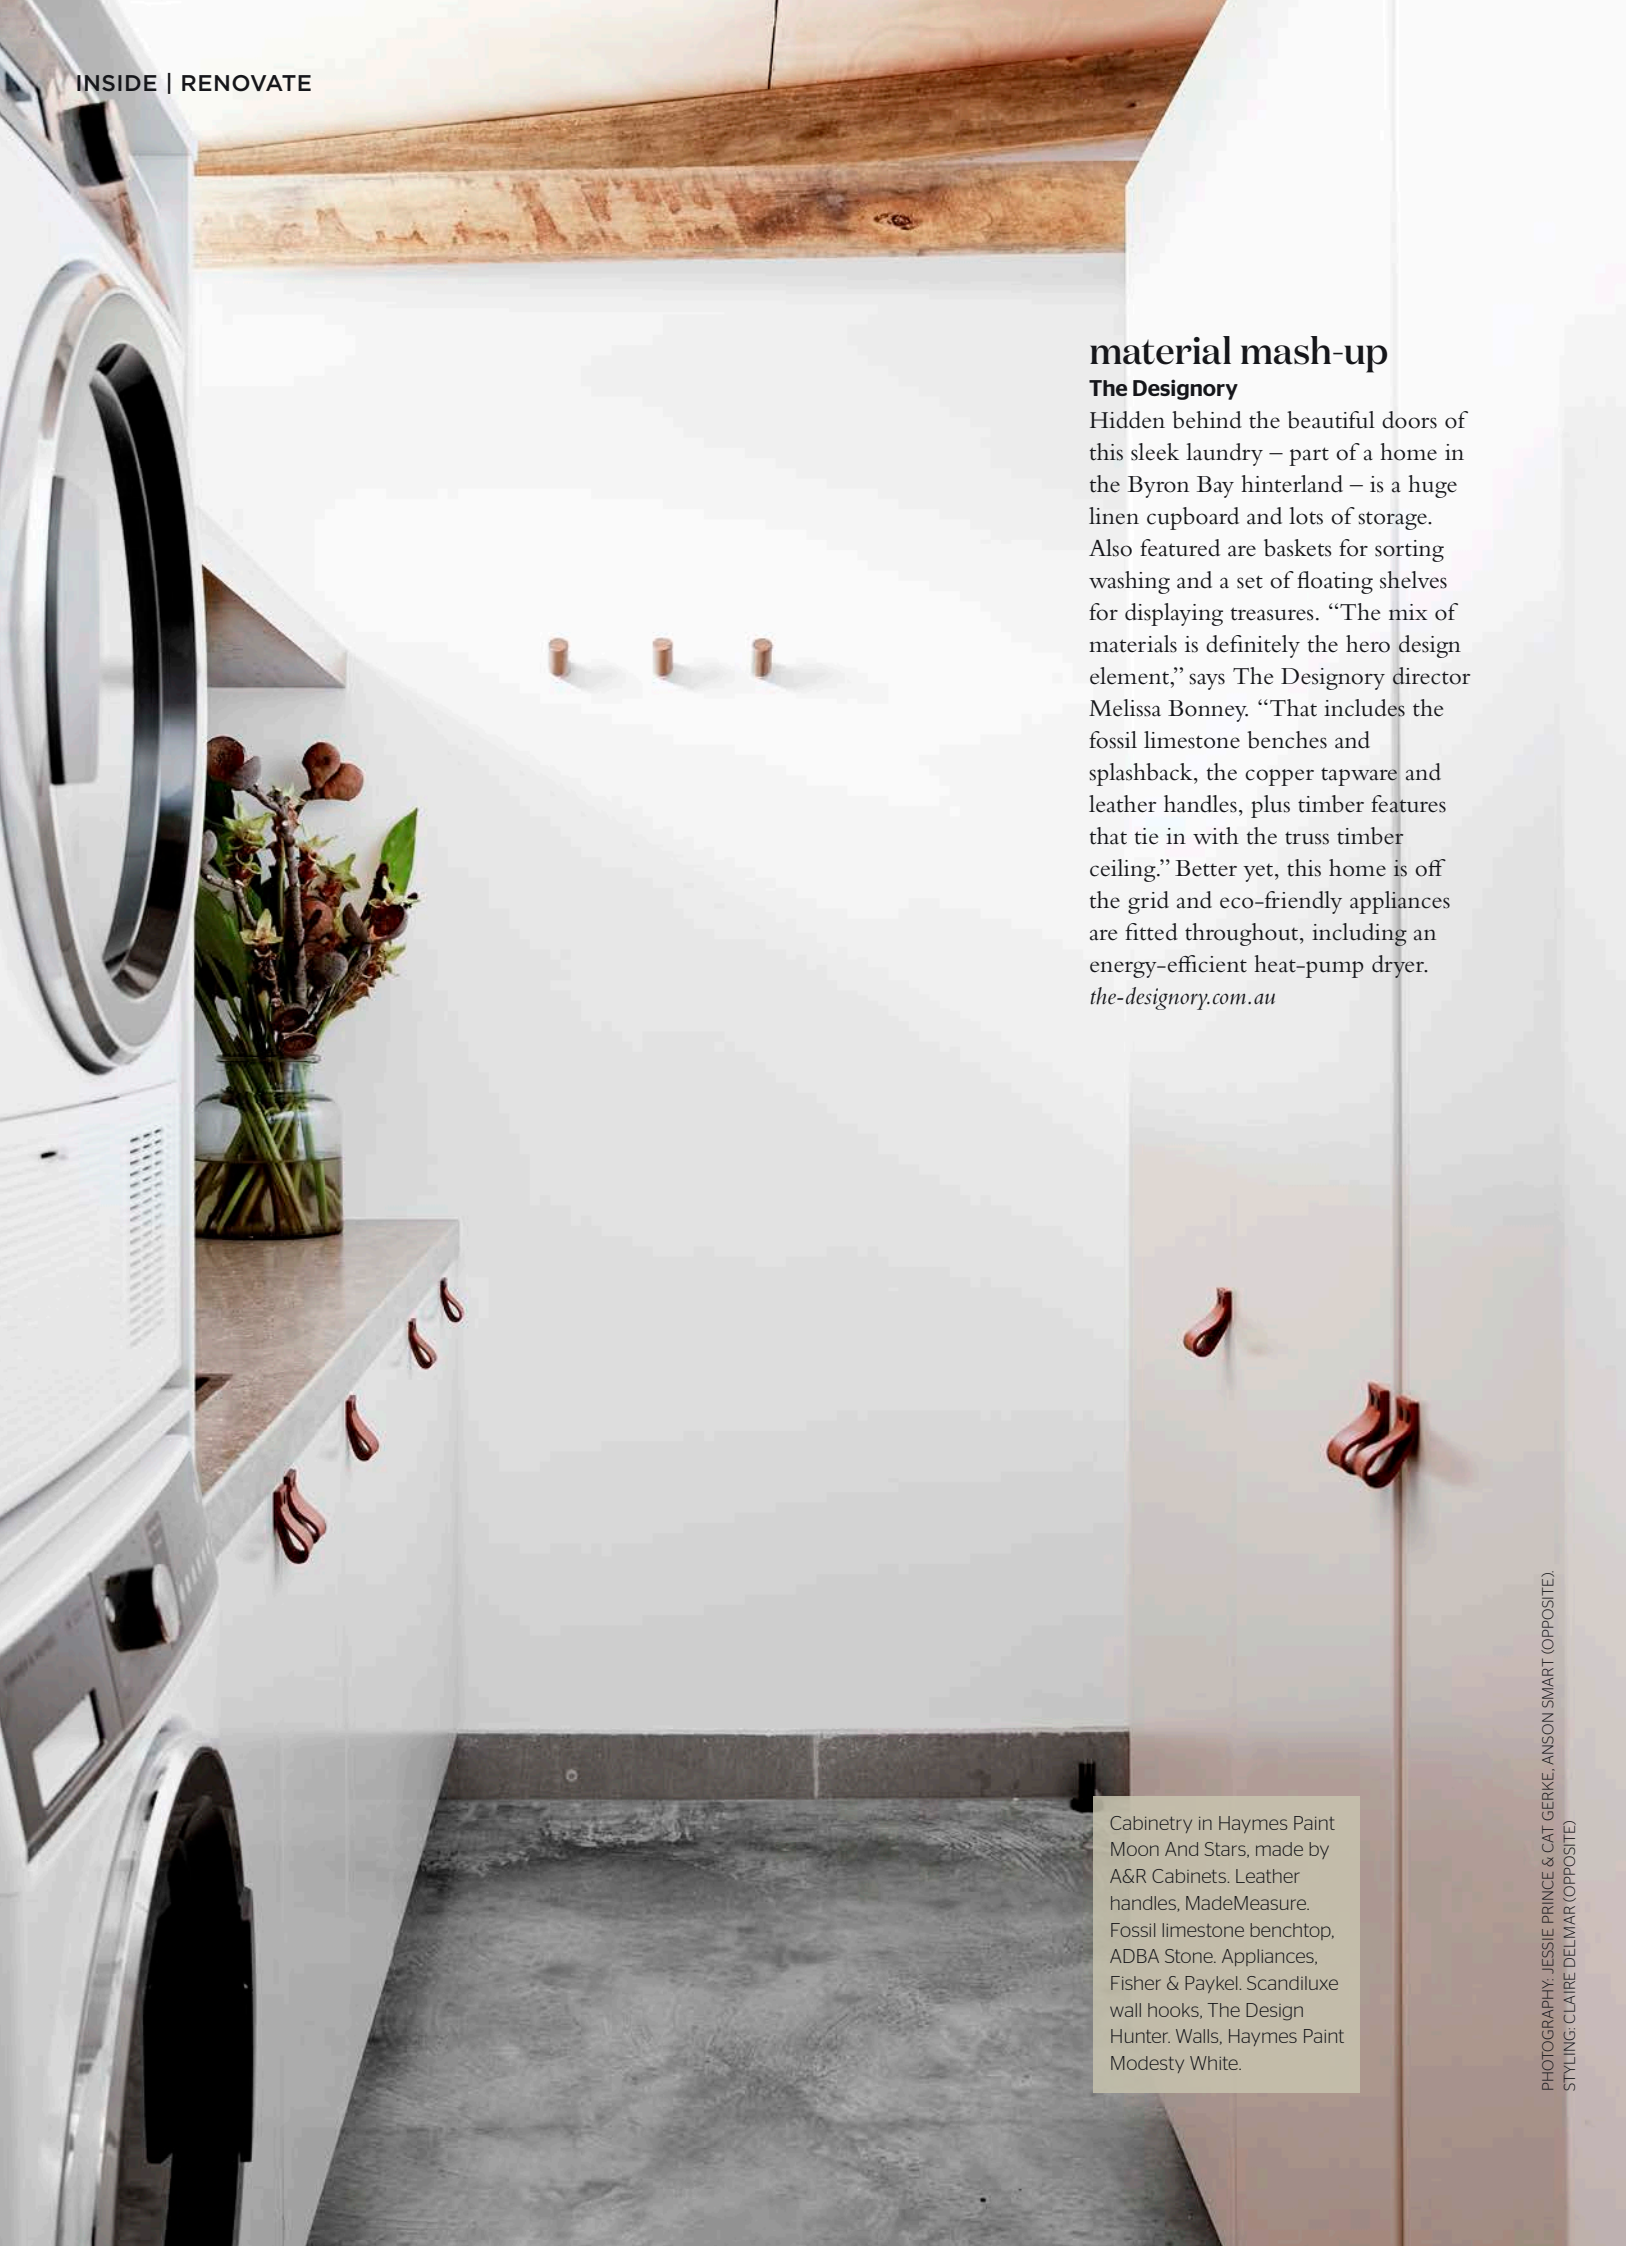 INSIDE | RENOVATE
material mash-up
The Designory
Hidden behind the beautiful doors of
this sleek laundry – part of a home in
the Byron Bay hinterland – is a huge
linen cupboard and lots of storage.
Also featured are baskets for sorting
washing and a set of floating shelves
for displaying treasures. “The mix of
materials is definitely the hero design
element,” says The Designory director
Melissa Bonney. “That includes the
fossil limestone benches and
splashback, the copper tapware and
leather handles, plus timber features
that tie in with the truss timber
ceiling.” Better yet, this home is off
the grid and eco-friendly appliances
are fitted throughout, including an
energy-efficient heat-pump dryer.
the-designory.com.au
Cabinetry in Haymes Paint
Moon And Stars, made by
A&R Cabinets. Leather
handles, MadeMeasure.
Fossil limestone benchtop,
ADBA Stone. Appliances,
Fisher & Paykel. Scandiluxe
wall hooks, The Design
Hunter. Walls, Haymes Paint
Modesty White.
PHOTOGRAPHY: JESSIE PRINCE & CAT GERKE, ANSON SMART (OPPOSITE).
STYLING: CLAIRE DELMAR (OPPOSITE)